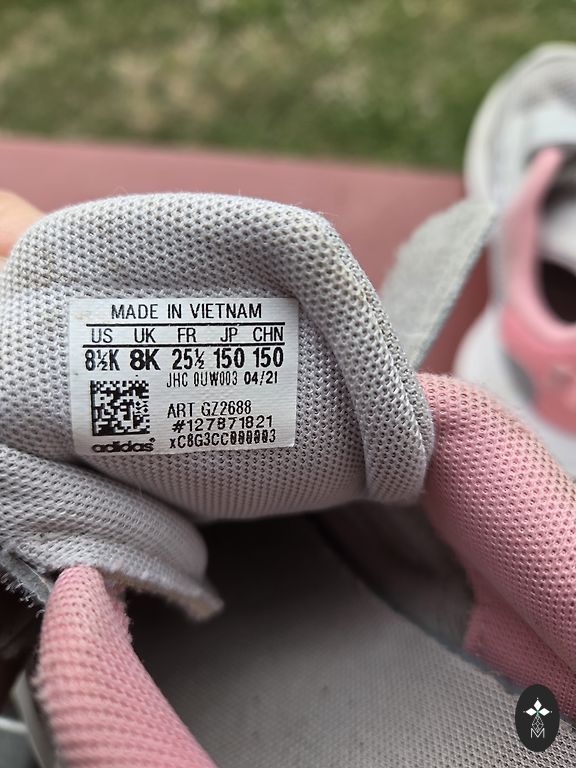 MADE IN VIETNAM
US UK FR JP CHN
8½K 8K 25½ 150 150
JHC 0UW003 04/21
ART GZ2688
#127871821
adidas
M